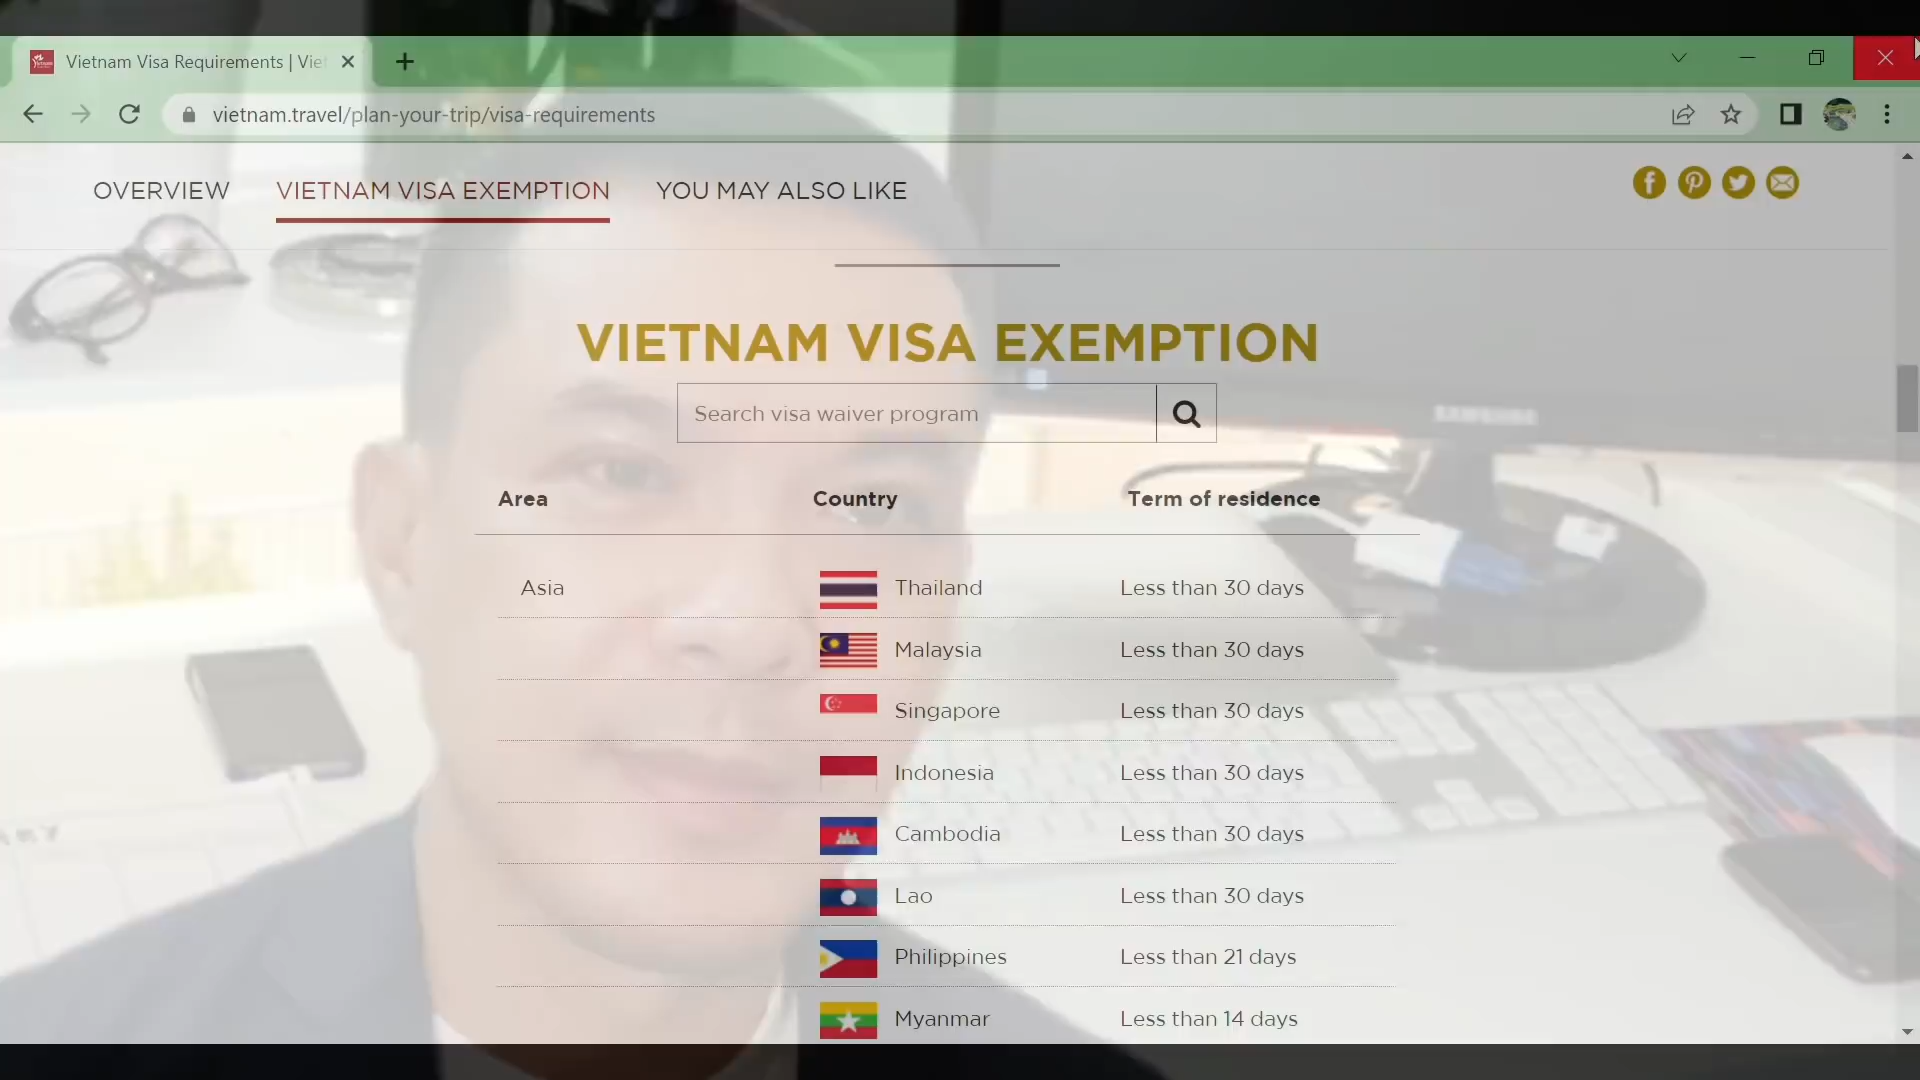 Vietnam Visa Requirements | Vie
vietnam.travel/plan-your-trip/visa-requirements
OVERVIEW VIETNAM VISA EXEMPTION YOU MAY ALSO LIKE
VIETNAM VISA EXEMPTION
Search visa waiver program
SAMSUNG
Area Country Term of residence
Asia Thailand Less than 30 days
Malaysia Less than 30 days
Singapore Less than 30 days
Indonesia Less than 30 days
Cambodia Less than 30 days
Lao Less than 30 days
Philippines Less than 21 days
Myanmar Less than 14 days